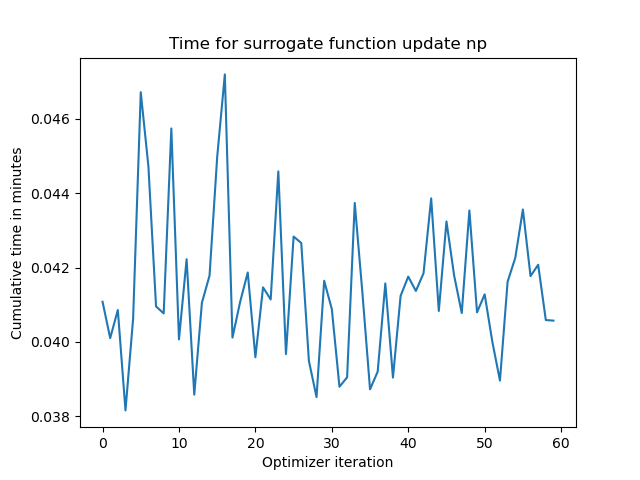 Time for surrogate function update np
0.046
0.044
0.042
0.040
0.038
Cumulative time in minutes
0 10 20 30 40 50 60
Optimizer iteration